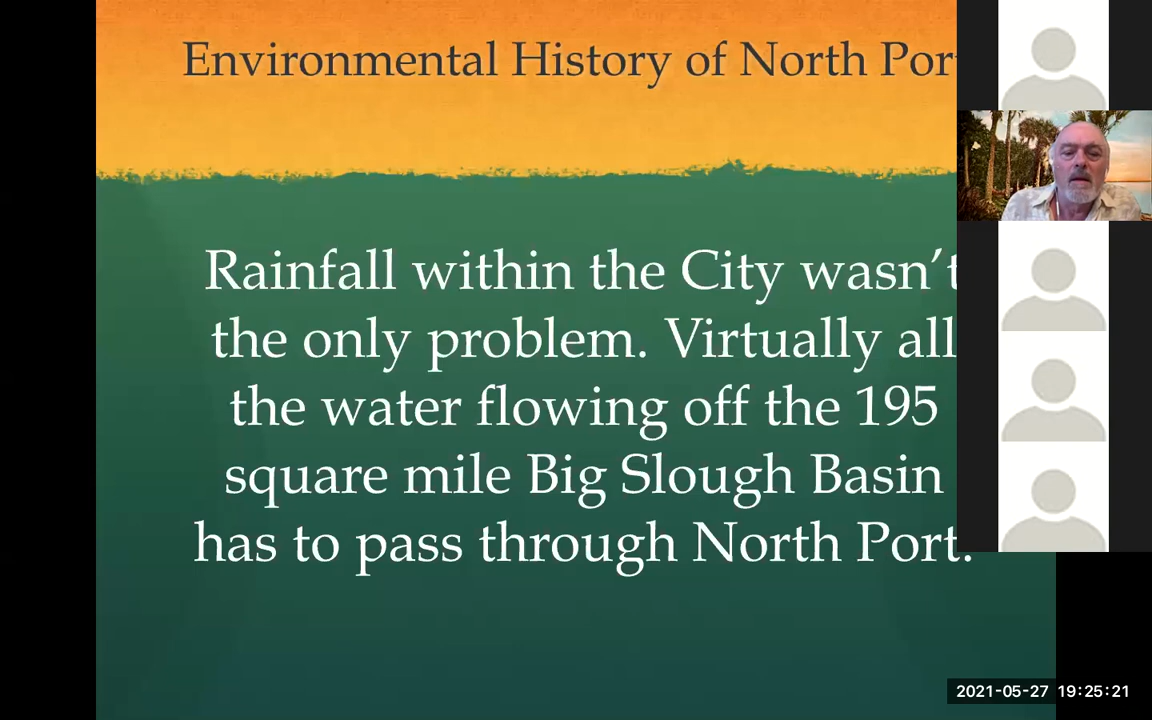 Environmental History of North Port
Rainfall within the City wasn't
the only problem. Virtually all
the water flowing off the 195
square mile Big Slough Basin
has to pass through North Port.
2021-05-27 19:25:21